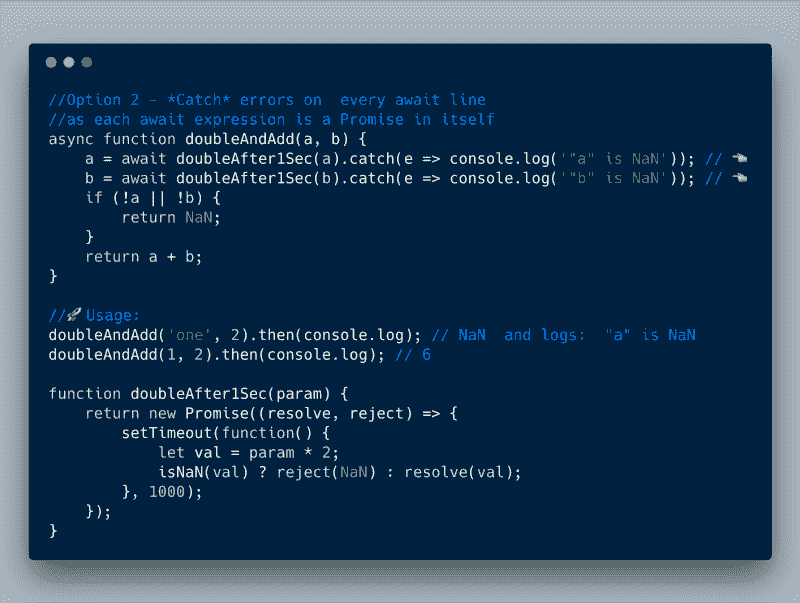 //Option 2 - *Catch* errors on  every await line
//as each await expression is a Promise in itself
async function doubleAndAdd(a, b) {
    a = await doubleAfter1Sec(a).catch(e => console.log('"a" is NaN')); // 👈
    b = await doubleAfter1Sec(b).catch(e => console.log('"b" is NaN')); // 👈
    if (!a || !b) {
        return NaN;
    }
    return a + b;
}
//🚀Usage:
doubleAndAdd('one', 2).then(console.log); // NaN  and logs:  "a" is NaN
doubleAndAdd(1, 2).then(console.log); // 6
function doubleAfter1Sec(param) {
    return new Promise((resolve, reject) => {
        setTimeout(function() {
            let val = param * 2;
            isNaN(val) ? reject(NaN) : resolve(val);
        }, 1000);
    });
}